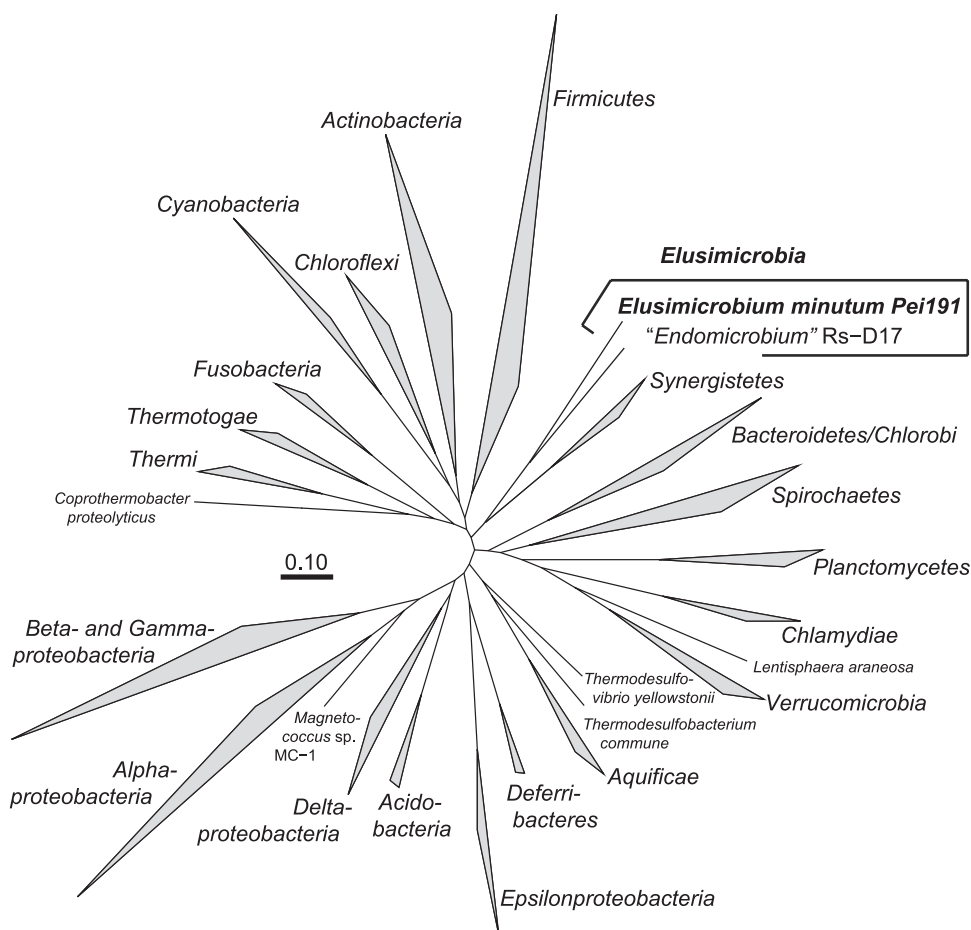 Firmicutes
Actinobacteria
Cyanobacteria
Chloroflexi
Elusimicrobia
Elusimicrobium minutum Pei191
“Endomicrobium” Rs−D17
Fusobacteria
Synergistetes
Thermotogae
Bacteroidetes/Chlorobi
Thermi
Spirochaetes
Coprothermobacter
proteolyticus
0.10
Planctomycetes
Beta- and Gamma-
proteobacteria
Chlamydiae
Lentisphaera araneosa
Thermodesulfo-
vibrio yellowstonii
Verrucomicrobia
Magneto-
coccus sp.
MC−1
Thermodesulfobacterium
commune
Alpha-
proteobacteria
Delta-
proteobacteria
Acido-
bacteria
Deferri-
bacteres
Aquificae
Epsilonproteobacteria